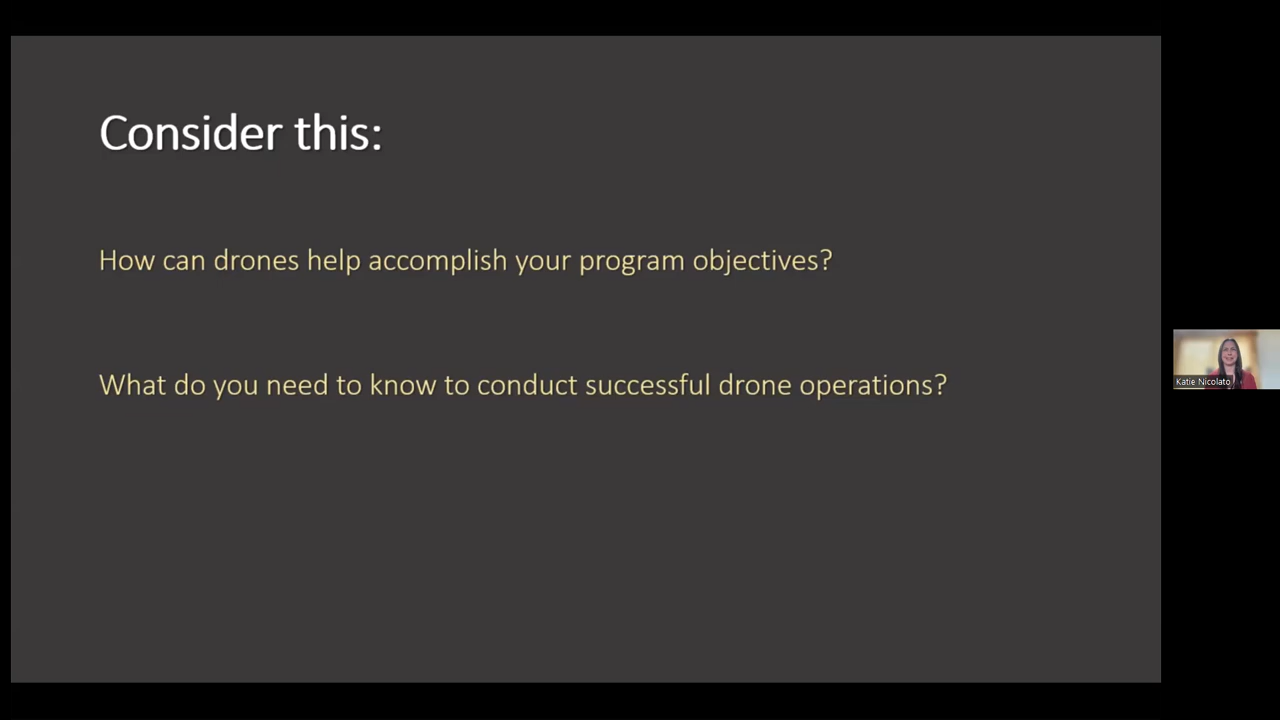 Consider this:
How can drones help accomplish your program objectives?
What do you need to know to conduct successful drone operations?
Katie Nicolato